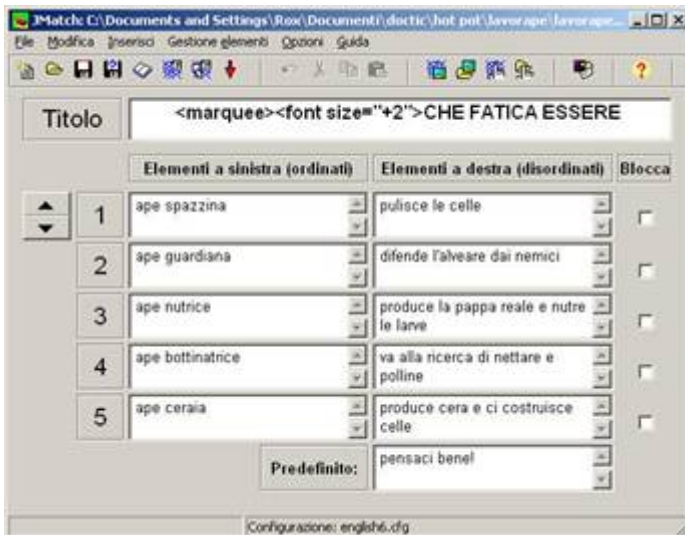 JMatch: C:\Documents and Settings\Rox\Documenti\doctic\hot pot\lavorape\lavorape...
File Modifica Inserisci Gestione elementi Opzioni Guida
Titolo <marquee><font size="+2">CHE FATICA ESSERE
Elementi a sinistra (ordinati) Elementi a destra (disordinati) Blocca
1 ape spazzina pulisce le celle
2 ape guardiana difende l'alveare dai nemici
3 ape nutrice produce la pappa reale e nutre
le larve
4 ape bottinatrice va alla ricerca di nettare e
polline
5 ape ceraia produce cera e ci costruisce
celle
Predefinito: pensaci bene!
Configurazione: english6.cfg